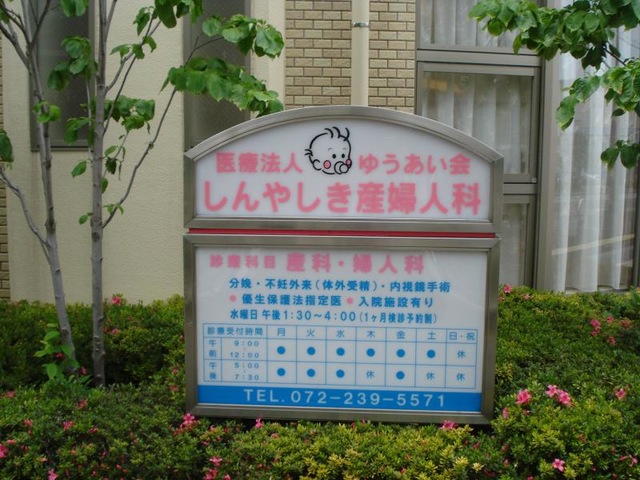 医療法人 ゆうあい会
しんやしき産婦人科
診療科目 産科・婦人科
分娩・不妊外来(体外受精)・内視鏡手術
● 優生保護法指定医 ● 入院施設有り
水曜日 午後1:30~4:00(1ヶ月検診予約制)
診療受付時間 月 火 水 木 金 土 日・祝
午前 9:00 12:00 ● ● ● ● ● ● 休
午後 5:00 7:30 ● ● ● 休 ● 休 休
TEL. 072-239-5571